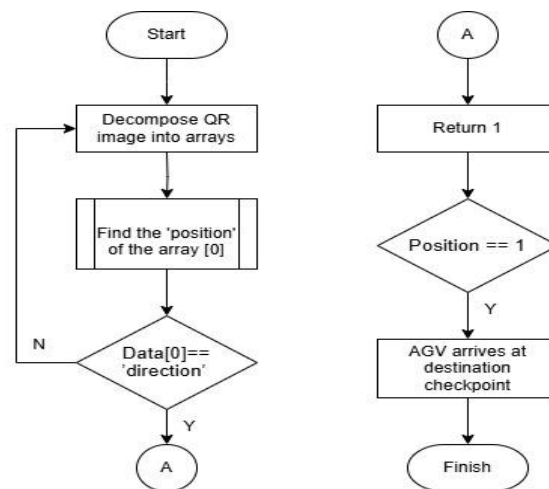 Start
Decompose QR
image into arrays
Find the 'position'
of the array [0]
Data[0]==
'direction'
N
Y
A
A
Return 1
Position == 1
Y
AGV arrives at
destination
checkpoint
Finish